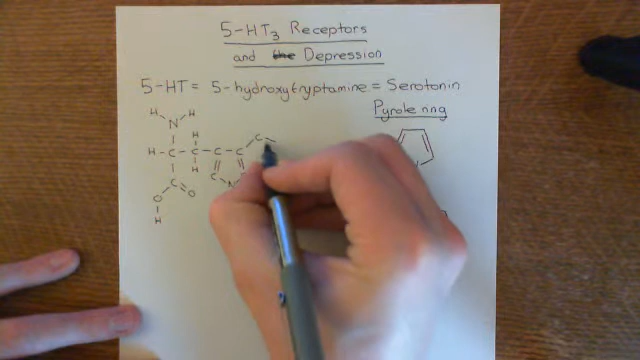 5-HT₃ Receptors
and the Depression
5-HT = 5-hydroxytryptamine = Serotonin
Pyrole ring
H H
N H
H-C-C-C-C C
C H
O O C N
H